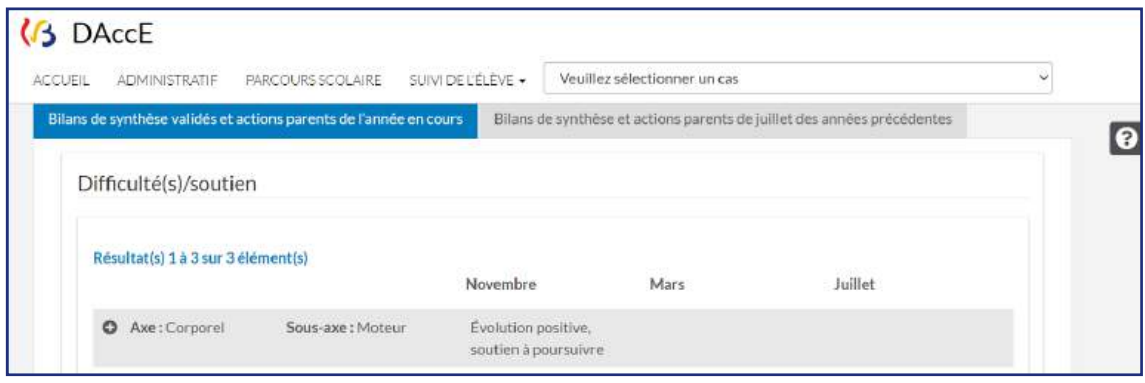 DAccE
ACCUEIL ADMINISTRATIF PARCOURS SCOLAIRE SUIVI DE L'ÉLÈVE Veuillez sélectionner un cas
Bilans de synthèse validés et actions parents de l'année en cours Bilans de synthèse et actions parents de juillet des années précédentes
?
Difficulté(s)/soutien
Résultat(s) 1 à 3 sur 3 élément(s)
Novembre Mars Juillet
Axe : Corporel Sous-axe : Moteur Évolution positive,
soutien à poursuivre